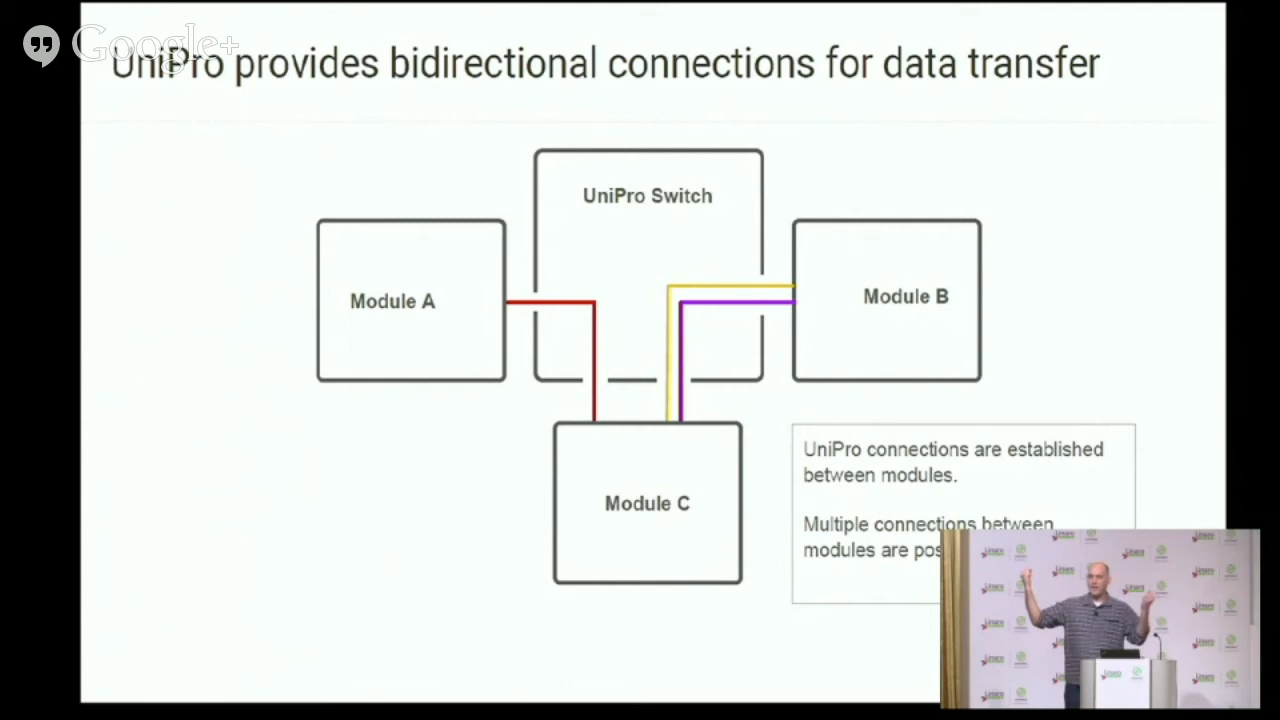 Google+
UniPro provides bidirectional connections for data transfer
UniPro Switch
Module A
Module B
Module C
UniPro connections are established
between modules.
Multiple connections between
modules are pos
Linaro